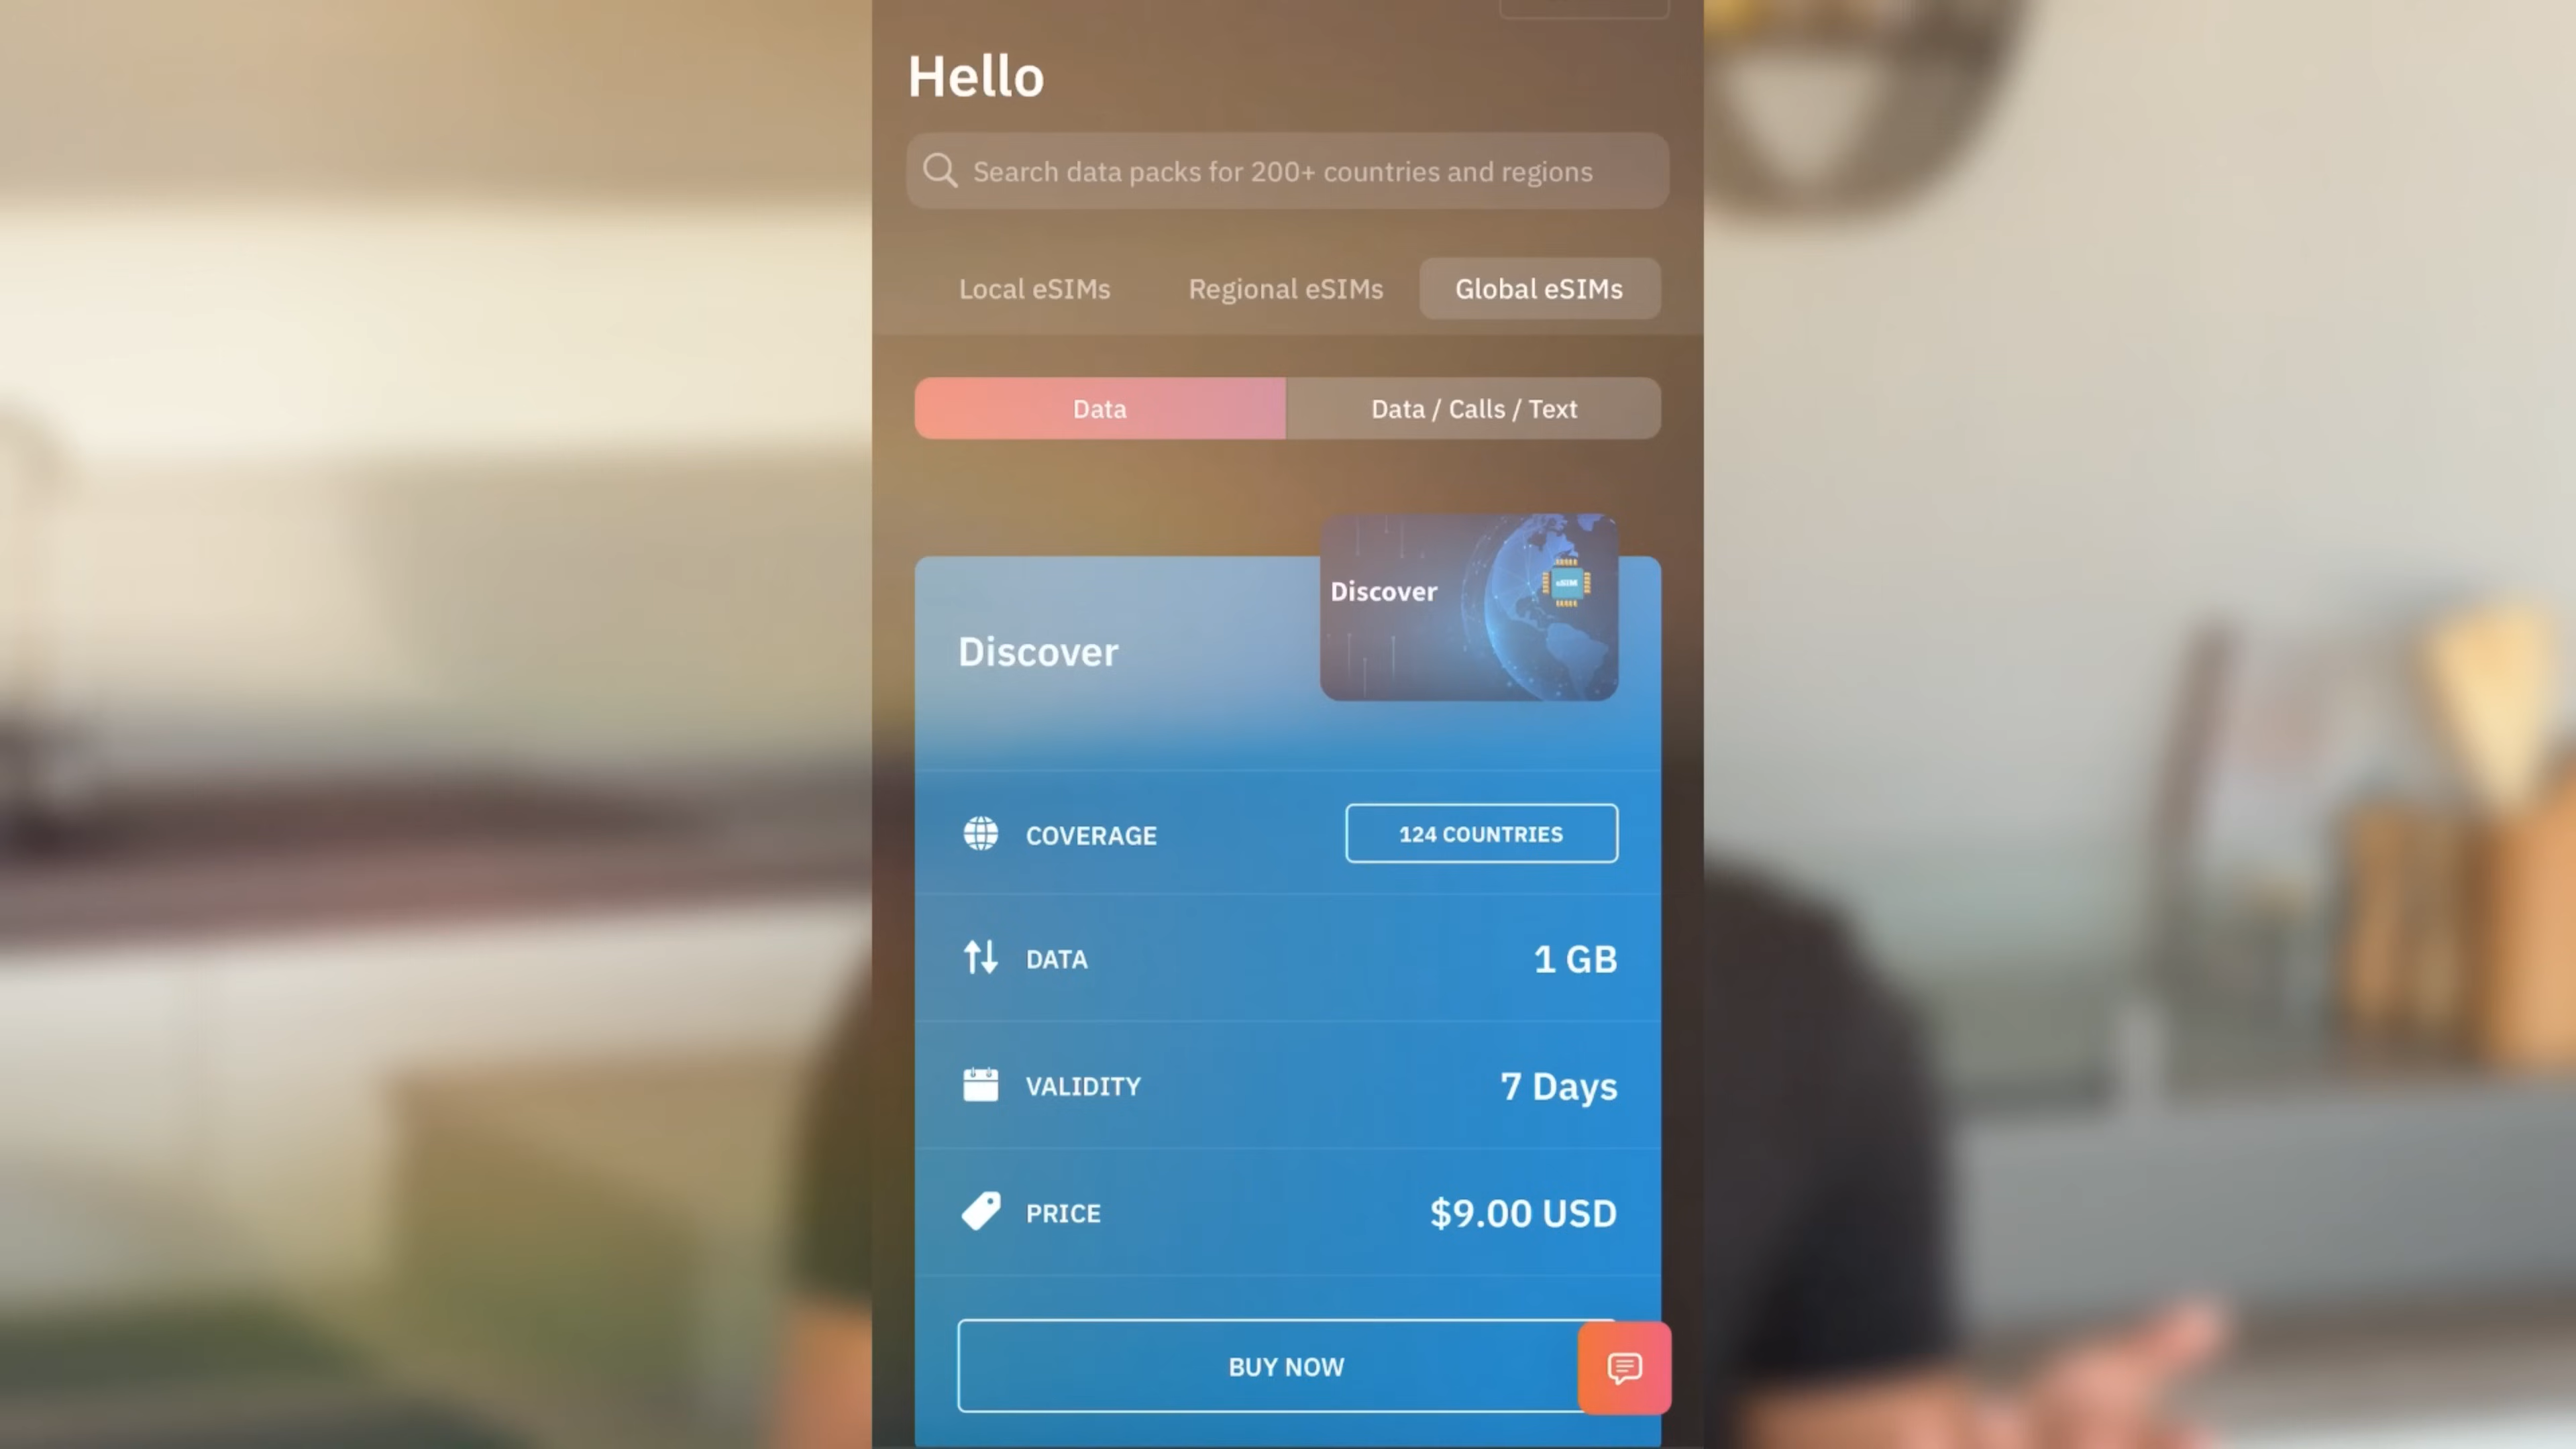 Hello
Search data packs for 200+ countries and regions
Local eSIMs Regional eSIMs Global eSIMs
Data Data / Calls / Text
Discover
eSIM
Discover
COVERAGE 124 COUNTRIES
DATA 1 GB
VALIDITY 7 Days
PRICE $9.00 USD
BUY NOW